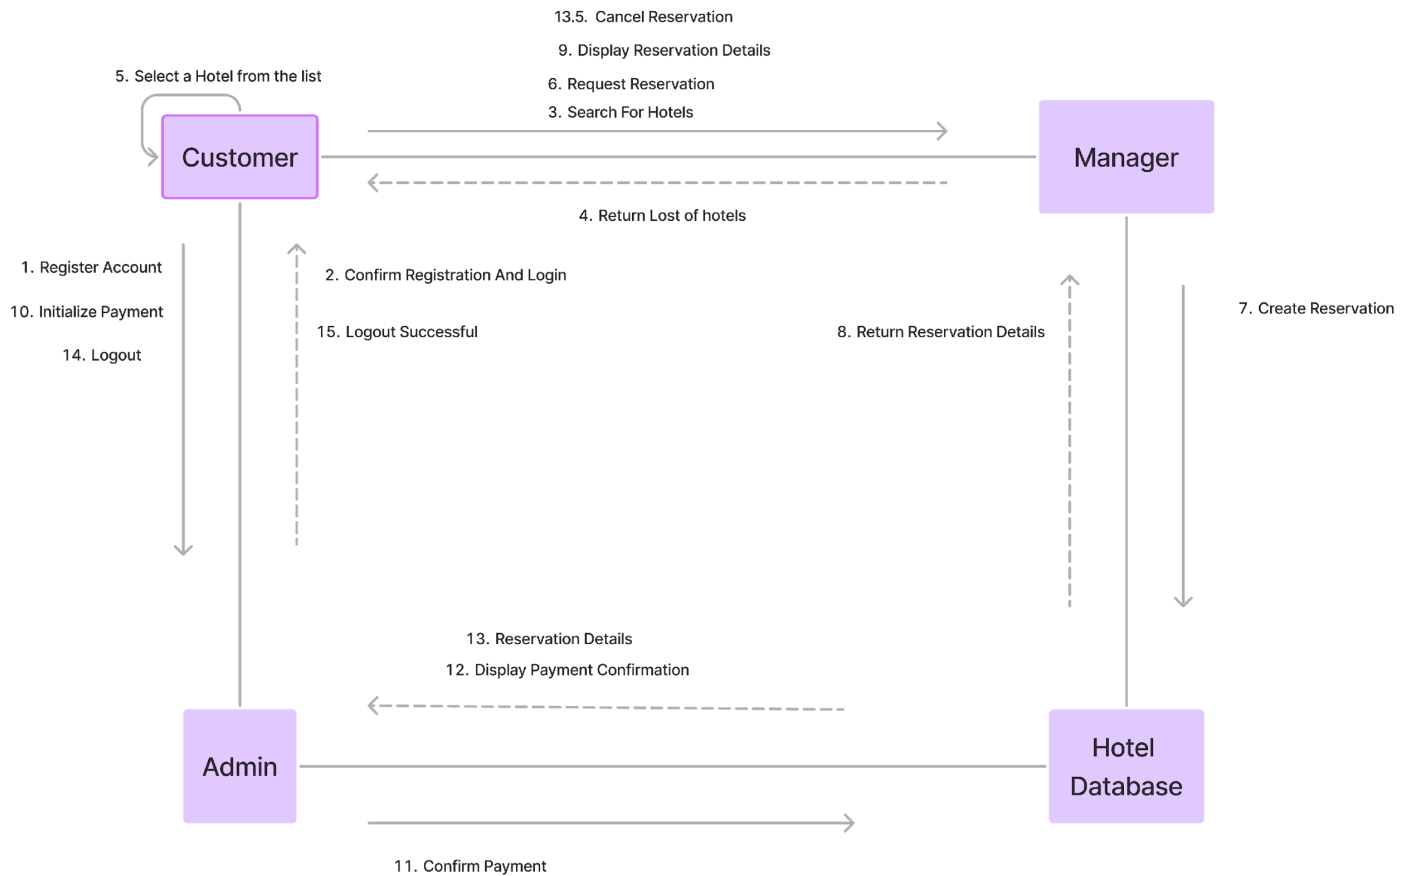 13.5. Cancel Reservation
9. Display Reservation Details
5. Select a Hotel from the list
6. Request Reservation
3. Search For Hotels
Customer
Manager
4. Return Lost of hotels
1. Register Account
2. Confirm Registration And Login
10. Initialize Payment
7. Create Reservation
15. Logout Successful
8. Return Reservation Details
14. Logout
13. Reservation Details
12. Display Payment Confirmation
Admin
Hotel
Database
11. Confirm Payment